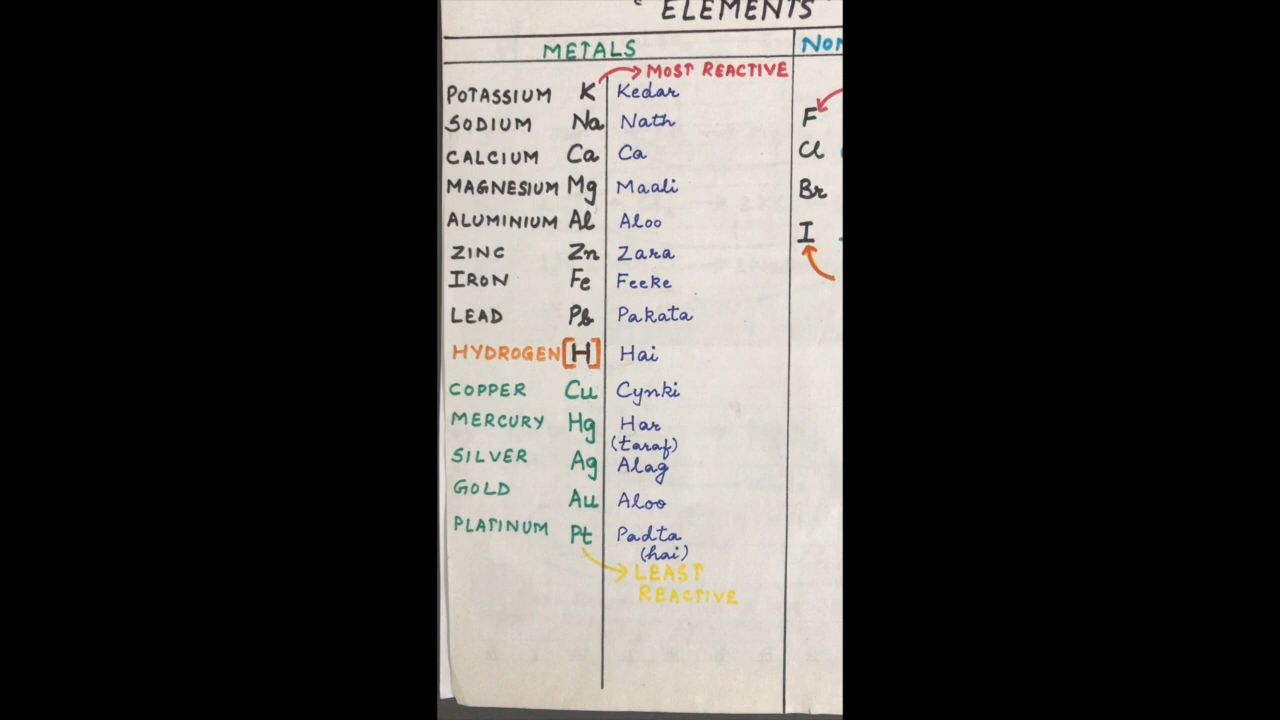 ELEMENTS
METALS
MOST REACTIVE
POTASSIUM K Kedar
SODIUM Na Nath
CALCIUM Ca Ca
MAGNESIUM Mg Maali
ALUMINIUM Al Aloo
ZINC Zn Zara
IRON Fe Feeke
LEAD Pb Pakata
HYDROGEN [H] Hai
COPPER Cu Cynki
MERCURY Hg Har
(taraf)
SILVER Ag Alag
GOLD Au Aloo
PLATINUM Pt Padta
(hai)
LEAST
REACTIVE
F
Cl
Br
I